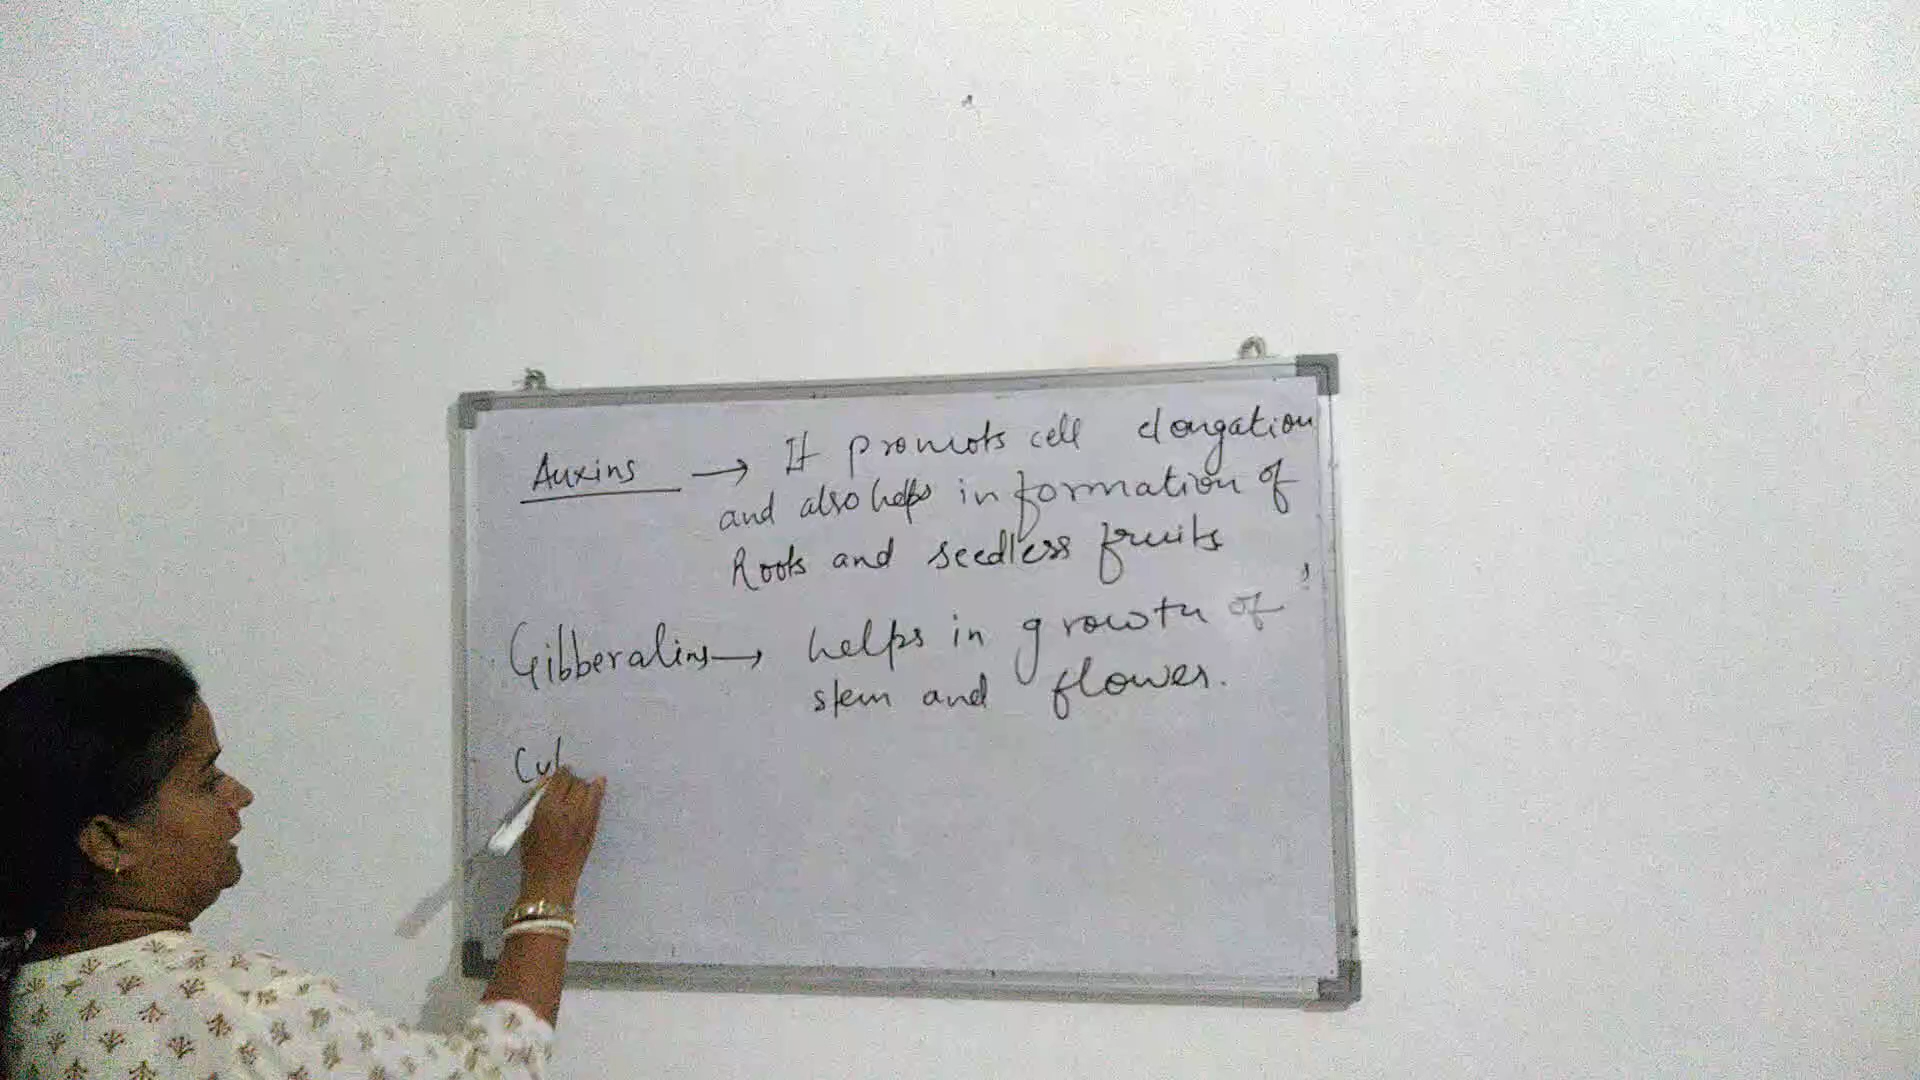 Auxins → It promots cell elongation
and also helps in formation of
Roots and seedless fruits
Gibberalins → helps in growth of
stem and flower.
Cyt